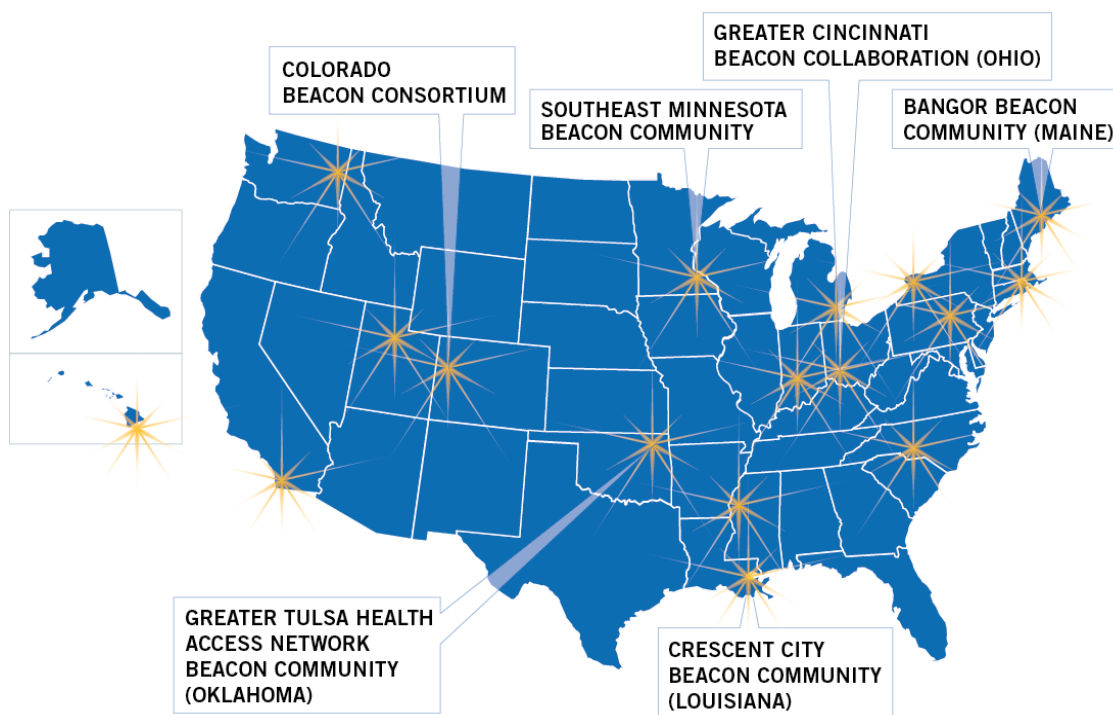 COLORADO
BEACON CONSORTIUM
SOUTHEAST MINNESOTA
BEACON COMMUNITY
GREATER CINCINNATI
BEACON COLLABORATION (OHIO)
BANGOR BEACON
COMMUNITY (MAINE)
GREATER TULSA HEALTH
ACCESS NETWORK
BEACON COMMUNITY
(OKLAHOMA)
CRESCENT CITY
BEACON COMMUNITY
(LOUISIANA)